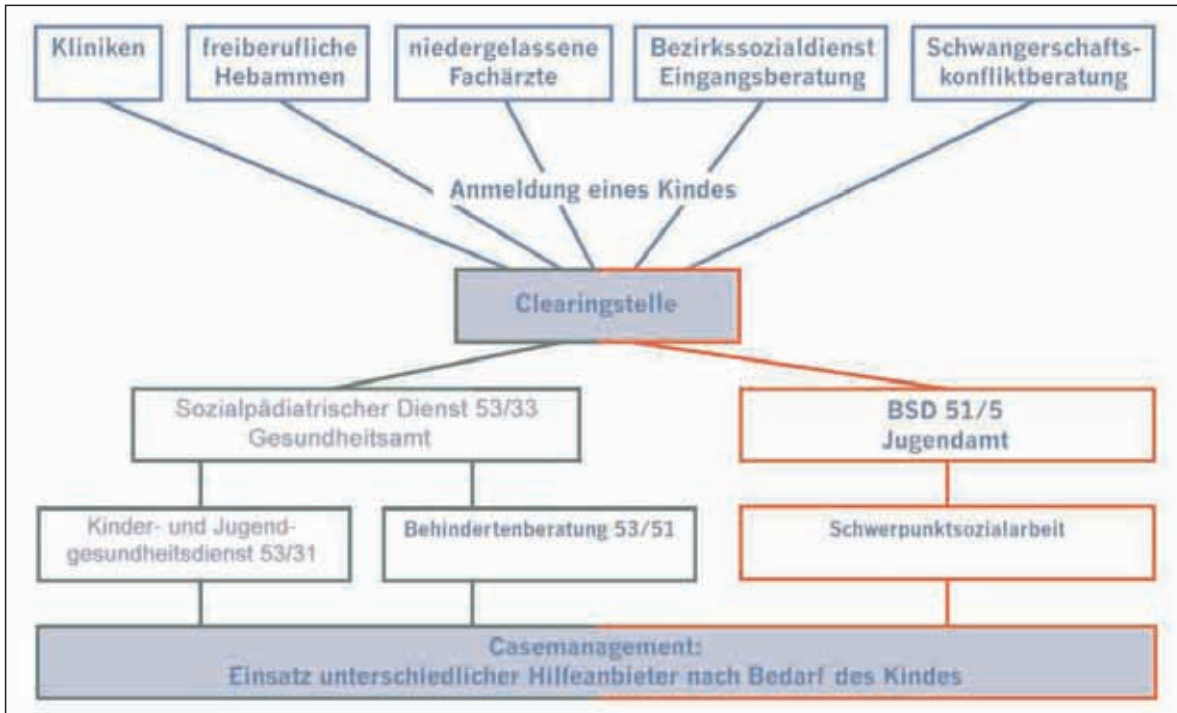 Kliniken
freiberufliche
Hebammen
niedergelassene
Fachärzte
Bezirkssozialdienst
Eingangsberatung
Schwangerschafts-
konfliktberatung
Anmeldung eines Kindes
Clearingstelle
Sozialpädiatrischer Dienst 53/33
Gesundheitsamt
BSD 51/5
Jugendamt
Kinder- und Jugend-
gesundheitsdienst 53/31
Behindertenberatung 53/51
Schwerpunktsozialarbeit
Casemanagement:
Einsatz unterschiedlicher Hilfeanbieter nach Bedarf des Kindes